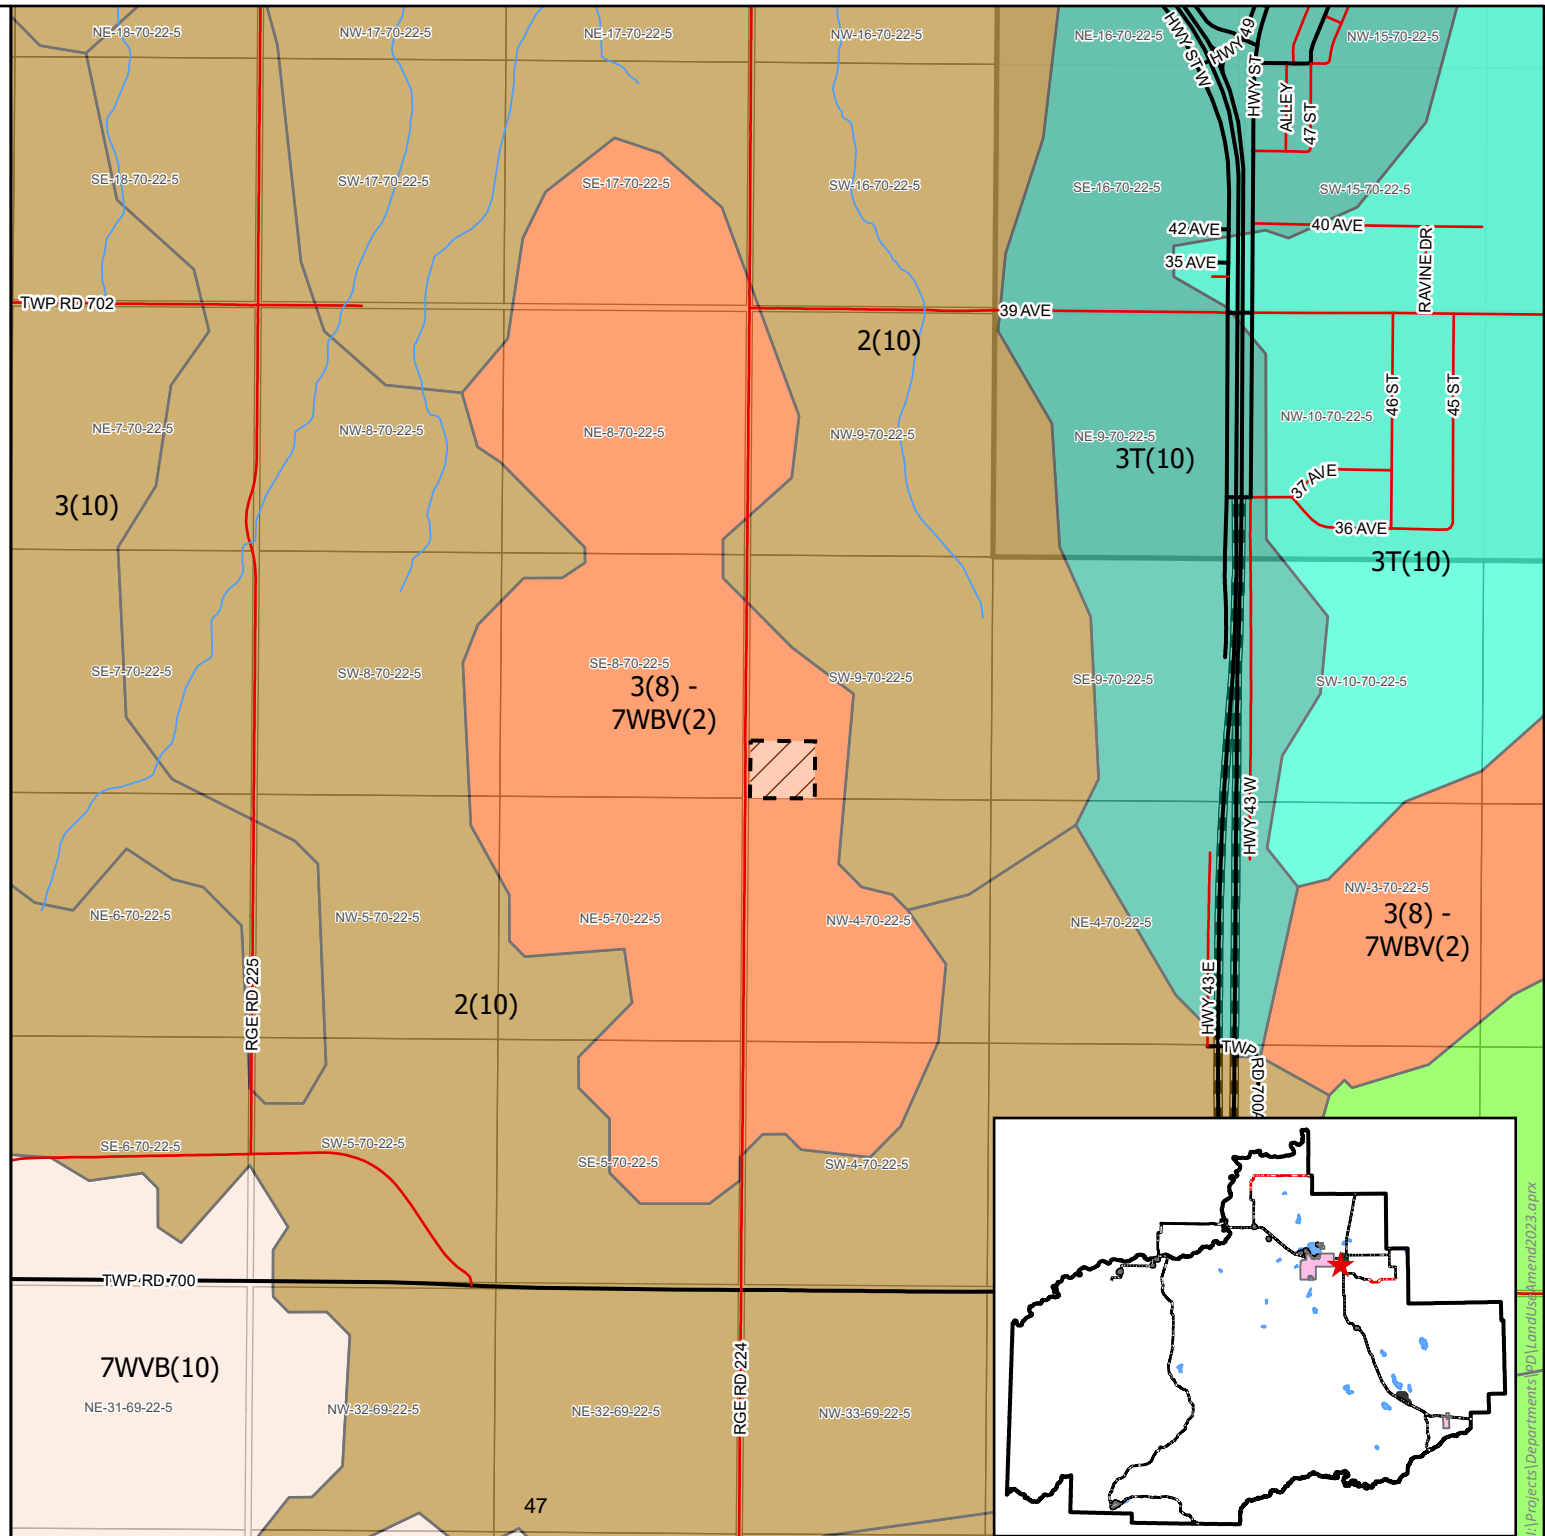 NE-18-70-22-5
NW-17-70-22-5
NE-17-70-22-5
NW-16-70-22-5
NE-16-70-22-5
HWY ST W
HWY 49
HWY ST
NW-15-70-22-5
ALLEY
47 ST
SE-18-70-22-5
SW-17-70-22-5
SE-17-70-22-5
SW-16-70-22-5
SE-16-70-22-5
SW-15-70-22-5
42 AVE
40 AVE
35 AVE
RAVINE DR
TWP RD 702
39 AVE
2(10)
NE-7-70-22-5
NW-8-70-22-5
NE-8-70-22-5
NW-9-70-22-5
NE-9-70-22-5
3T(10)
NW-10-70-22-5
46 ST
45 ST
37 AVE
36 AVE
3(10)
3T(10)
SE-7-70-22-5
SW-8-70-22-5
SE-8-70-22-5
3(8) -
7WBV(2)
SW-9-70-22-5
SE-9-70-22-5
SW-10-70-22-5
HWY 43 W
NE-6-70-22-5
NW-5-70-22-5
NE-5-70-22-5
NW-4-70-22-5
NE-4-70-22-5
NW-3-70-22-5
3(8) -
7WBV(2)
RGE RD 225
2(10)
HWY 43 E
TWP RD 700A
SE-6-70-22-5
SW-5-70-22-5
SE-5-70-22-5
SW-4-70-22-5
TWP RD 700
7WVB(10)
RGE RD 224
NE-31-69-22-5
NW-32-69-22-5
NE-32-69-22-5
NW-33-69-22-5
47
:\Projects\Departments\PD\LandUseAmend2023.aprx